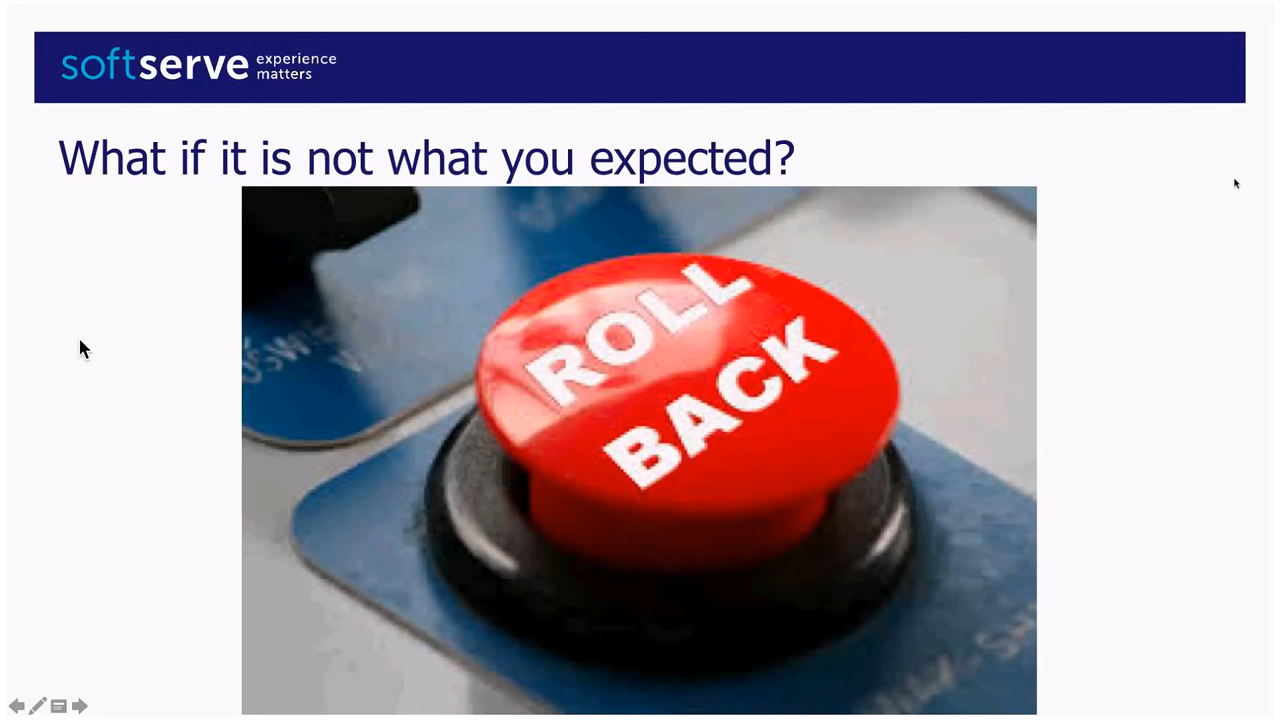 softserve experience
matters
What if it is not what you expected?
ROLL
BACK